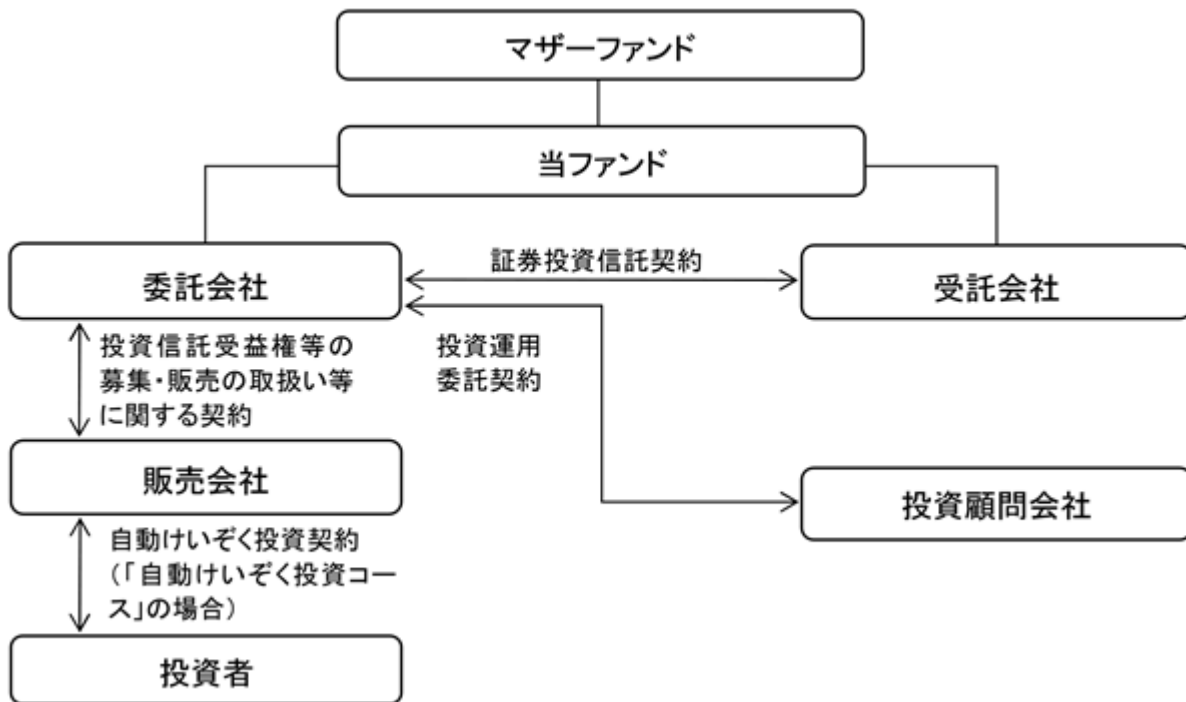 マザーファンド
当ファンド
委託会社
証券投資信託契約
受託会社
投資信託受益権等の
募集・販売の取扱い等
に関する契約
投資運用
委託契約
販売会社
投資顧問会社
自動けいぞく投資契約
(「自動けいぞく投資コー
ス」の場合)
投資者